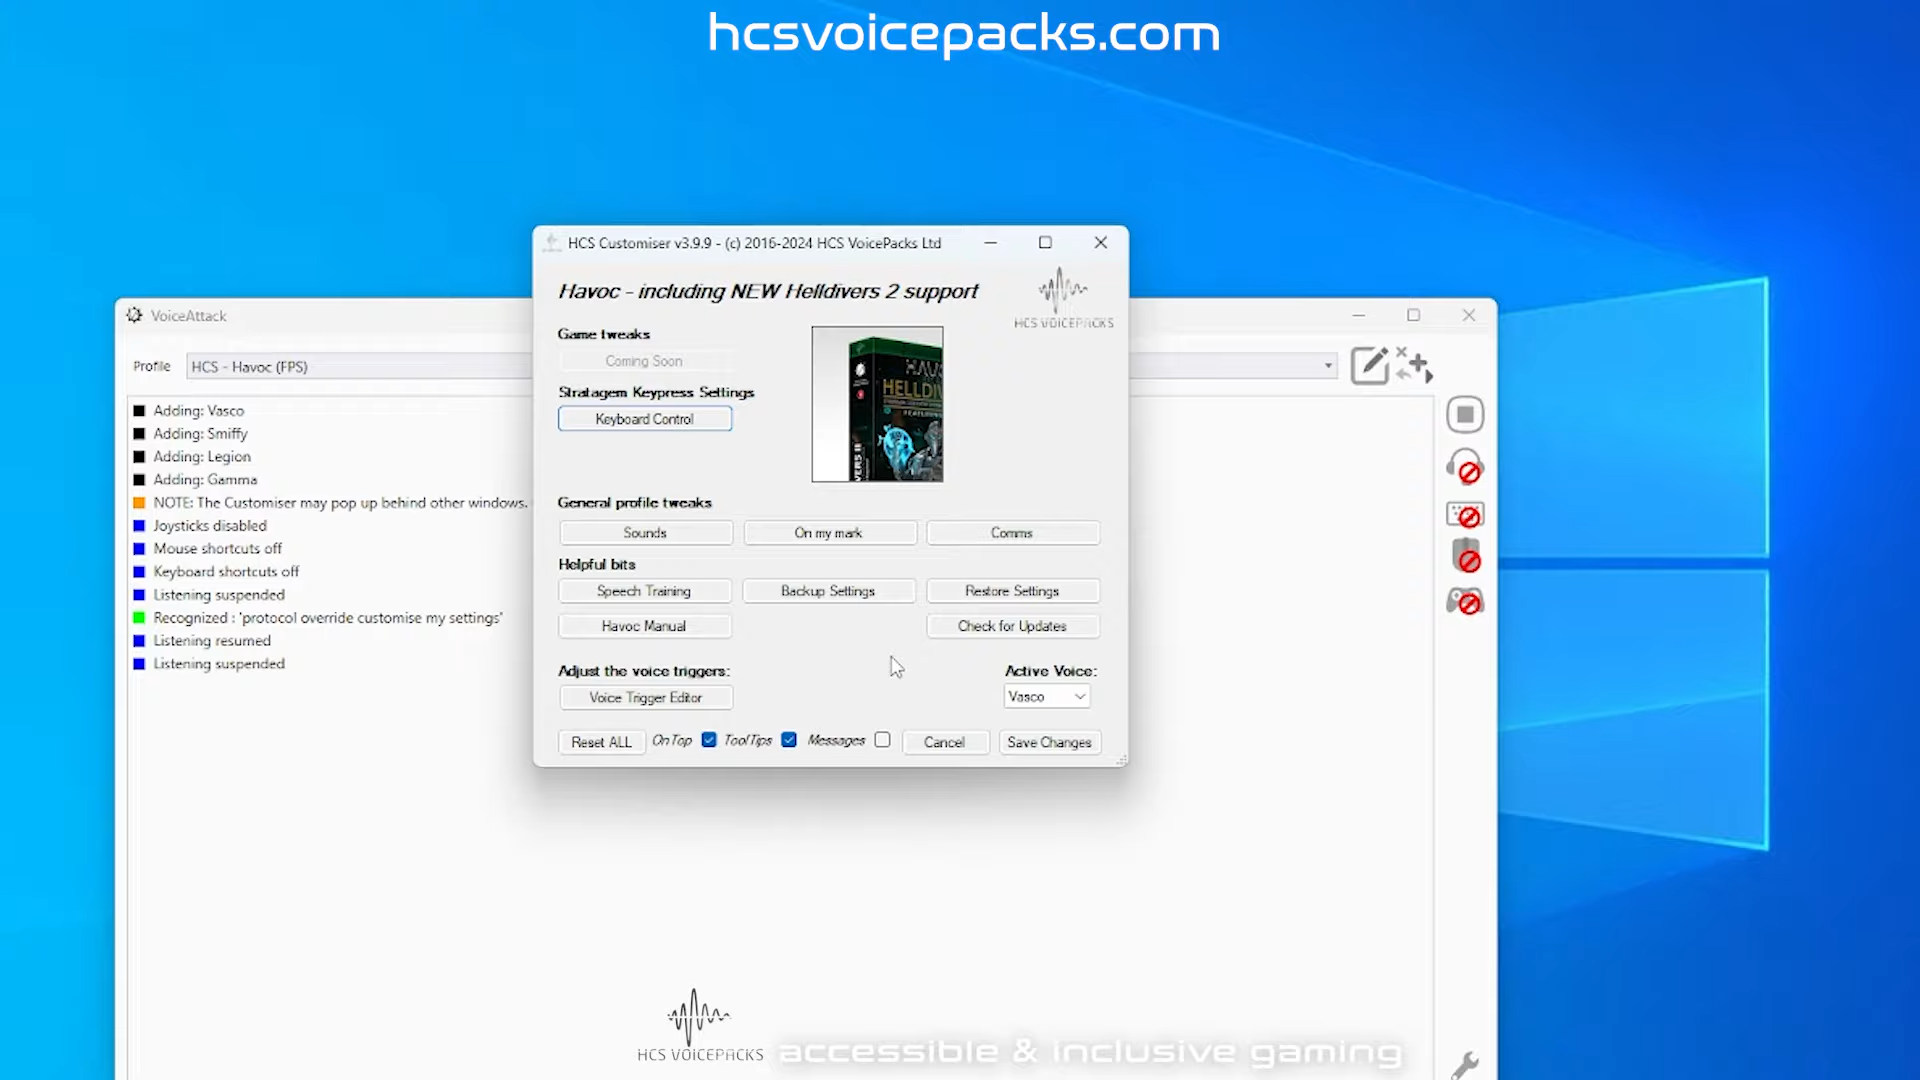 hcsvoicepacks.com
HCS Customiser v3.9.9 - (c) 2016-2024 HCS VoicePacks Ltd
Havoc - including NEW Helldivers 2 support
HCS VOICEPACKS
Game tweaks
Coming Soon
Stratagem Keypress Settings
Keyboard Control
HELLDIV
VERS II
General profile tweaks
Sounds On my mark Comms
Helpful bits
Speech Training Backup Settings Restore Settings
Havoc Manual Check for Updates
Adjust the voice triggers: Active Voice:
Voice Trigger Editor Vasco
Reset ALL OnTop ToolTips Messages Cancel Save Changes
VoiceAttack
Profile HCS - Havoc (FPS)
Adding: Vasco
Adding: Smiffy
Adding: Legion
Adding: Gamma
NOTE: The Customiser may pop up behind other windows.
Joysticks disabled
Mouse shortcuts off
Keyboard shortcuts off
Listening suspended
Recognized : 'protocol override customise my settings'
Listening resumed
Listening suspended
HCS VOICEPACKS
accessible & inclusive gaming